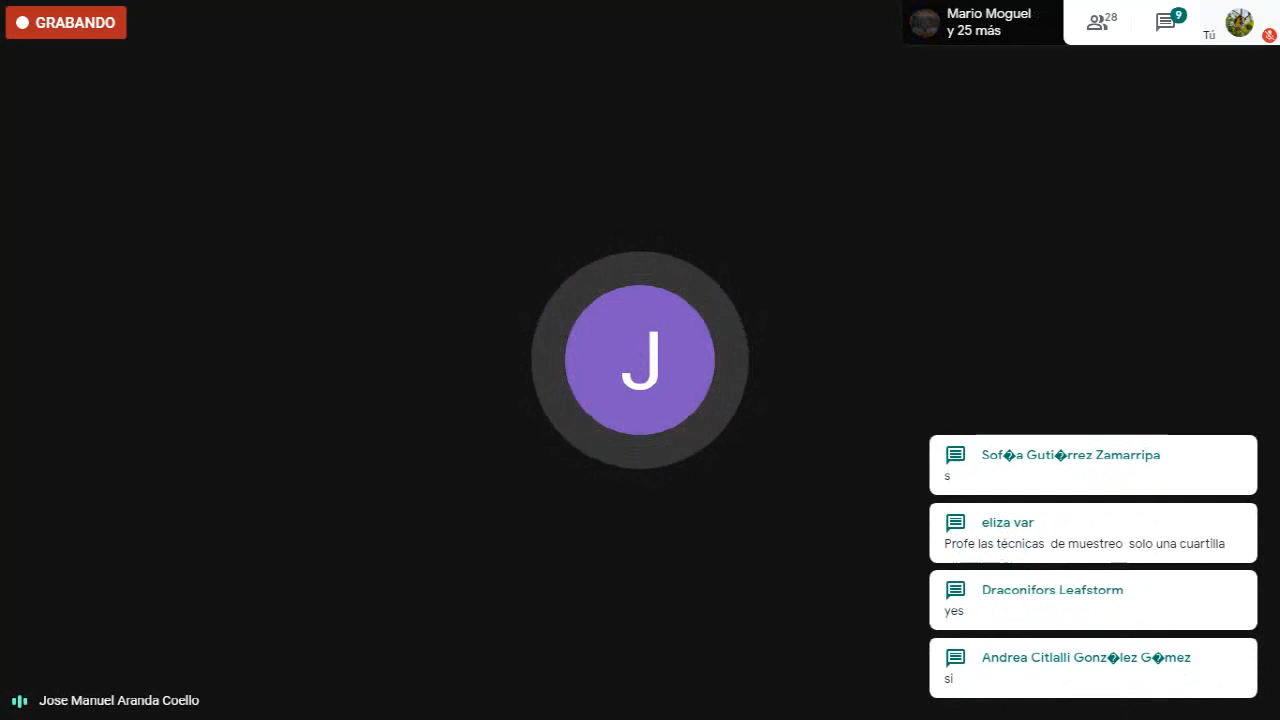 GRABANDO
Mario Moguel
y 25 más
28
9
Tú
J
Sof�a Guti�rrez Zamarripa
s
eliza var
Profe las técnicas de muestreo solo una cuartilla
Draconifors Leafstorm
yes
Andrea Citlalli Gonz�lez G�mez
si
Jose Manuel Aranda Coello